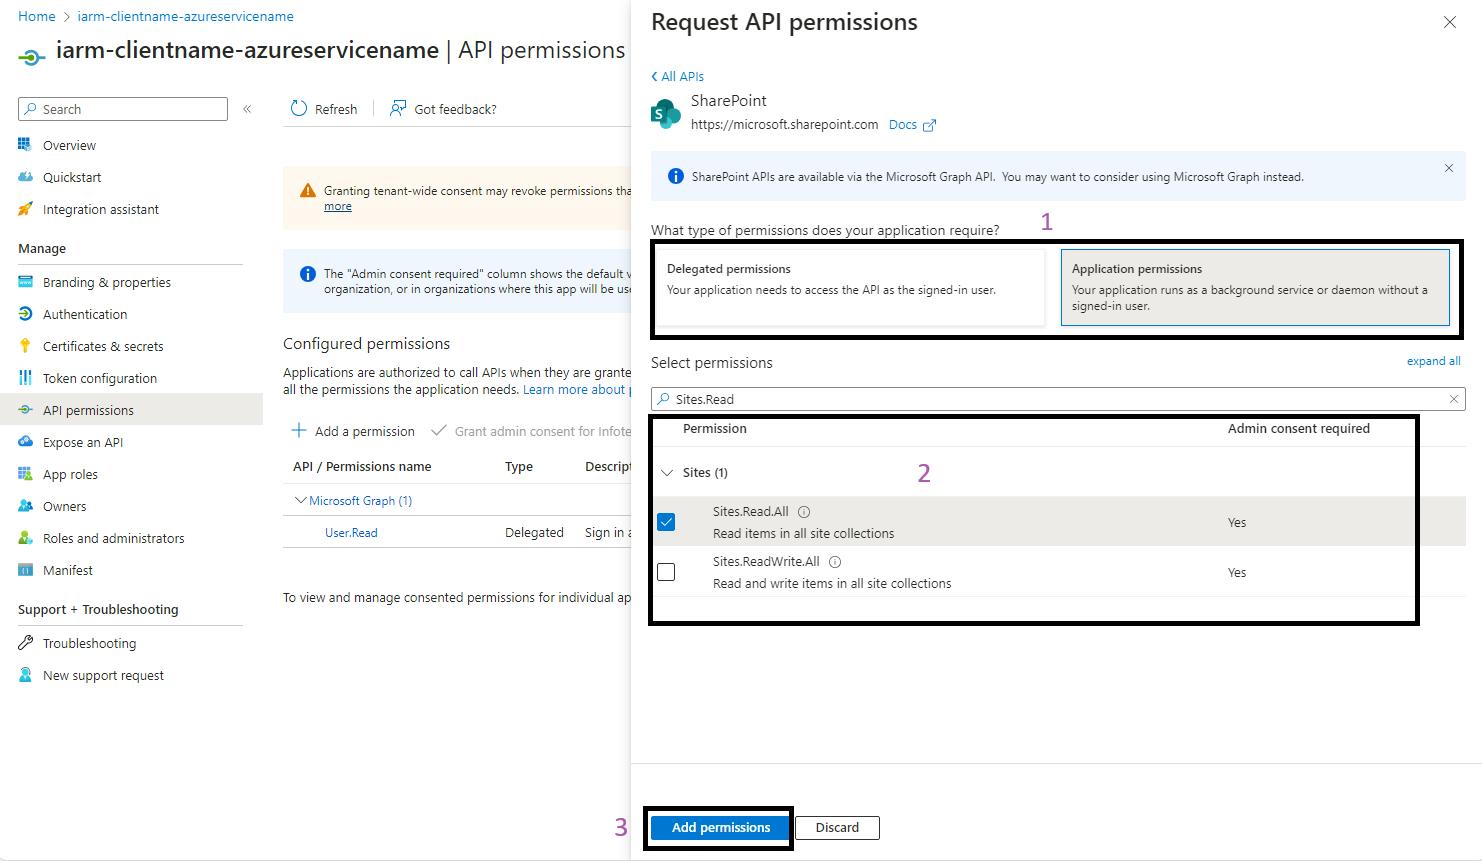 Home > iarm-clientname-azureservicename
iarm-clientname-azureservicename | API permissions
Search
«
Overview
Quickstart
Integration assistant
Manage
Branding & properties
Authentication
Certificates & secrets
Token configuration
API permissions
Expose an API
App roles
Owners
Roles and administrators
Manifest
Support + Troubleshooting
Troubleshooting
New support request
Refresh
Got feedback?
Granting tenant-wide consent may revoke permissions tha
more
The "Admin consent required" column shows the default v
organization, or in organizations where this app will be use
Configured permissions
Applications are authorized to call APIs when they are grante
all the permissions the application needs. Learn more about p
Add a permission
Grant admin consent for Infote
API / Permissions name Type Descript
Microsoft Graph (1)
User.Read Delegated Sign in a
To view and manage consented permissions for individual ap
Request API permissions
All APIs
SharePoint
https://microsoft.sharepoint.com Docs
SharePoint APIs are available via the Microsoft Graph API. You may want to consider using Microsoft Graph instead.
What type of permissions does your application require?
1
Delegated permissions
Your application needs to access the API as the signed-in user.
Application permissions
Your application runs as a background service or daemon without a
signed-in user.
Select permissions
expand all
Sites.Read
Permission Admin consent required
Sites (1)
2
Sites.Read.All
Read items in all site collections
Yes
Sites.ReadWrite.All
Read and write items in all site collections
Yes
3
Add permissions
Discard